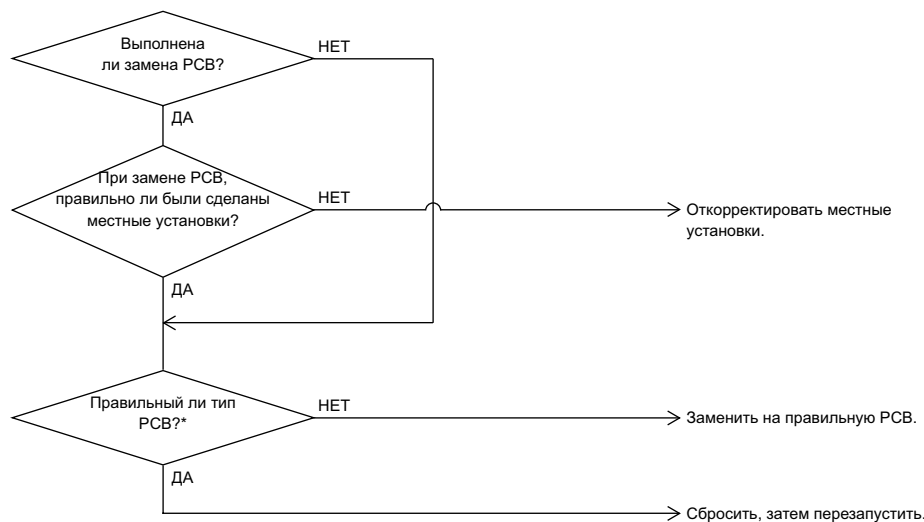 Выполнена
ли замена PCB?
НЕТ
ДА
При замене PCB,
правильно ли были сделаны
местные установки?
НЕТ
Откорректировать местные
установки.
ДА
Правильный ли тип
PCB?*
НЕТ
Заменить на правильную PCB.
ДА
Сбросить, затем перезапустить.